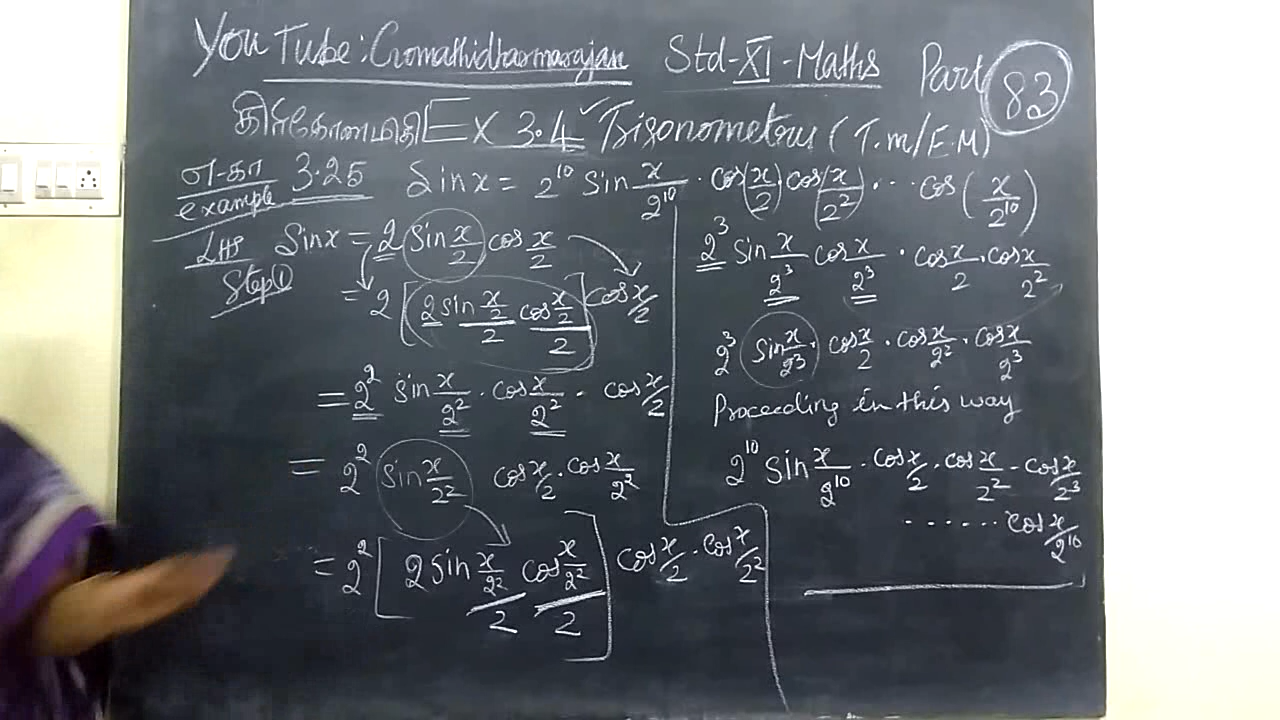 YouTube: Gomathidharmarajan Std-XI-Maths Part 83
திரிகோணமிதி Ex 3.4 ✓ Trigonometry (T.M/E.M)
எ.கா
example 3.25 Sin x = 2^10 Sin x/2^10 · cos(x/2) · cos(x/2^2) · ... cos(x/2^10)
LHS Sin x = 2 Sin x/2 cos x/2
Step ①
= 2 [2 sin (x/2)/2 cos (x/2)/2] cos x/2
= 2^2 sin x/2^2 · cos x/2^2 · cos x/2
= 2^2 Sin x/2^2 cos x/2 · cos x/2^2
= 2^2 [2 sin (x/2^2)/2 cos (x/2^2)/2] cos x/2 · cos x/2^2
2^3 Sin x/2^3 cos x/2^3 · cos x/2 · cos x/2^2
2^3 Sin x/2^3 · cos x/2 · cos x/2^2 · cos x/2^3
Proceeding in this way
2^10 Sin x/2^10 · cos x/2 · cos x/2^2 · cos x/2^3
...... cos x/2^10